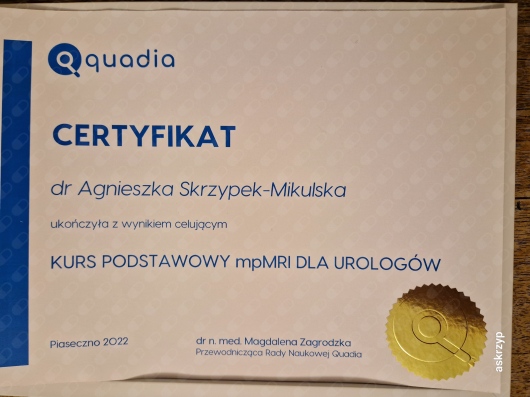 quadia
CERTYFIKAT
dr Agnieszka Skrzypek-Mikulska
ukończyła z wynikiem celującym
KURS PODSTAWOWY mpMRI DLA UROLOGÓW
Piaseczno 2022
dr n. med. Magdalena Zagrodzka
Przewodnicząca Rady Naukowej Quadia
askrzyp